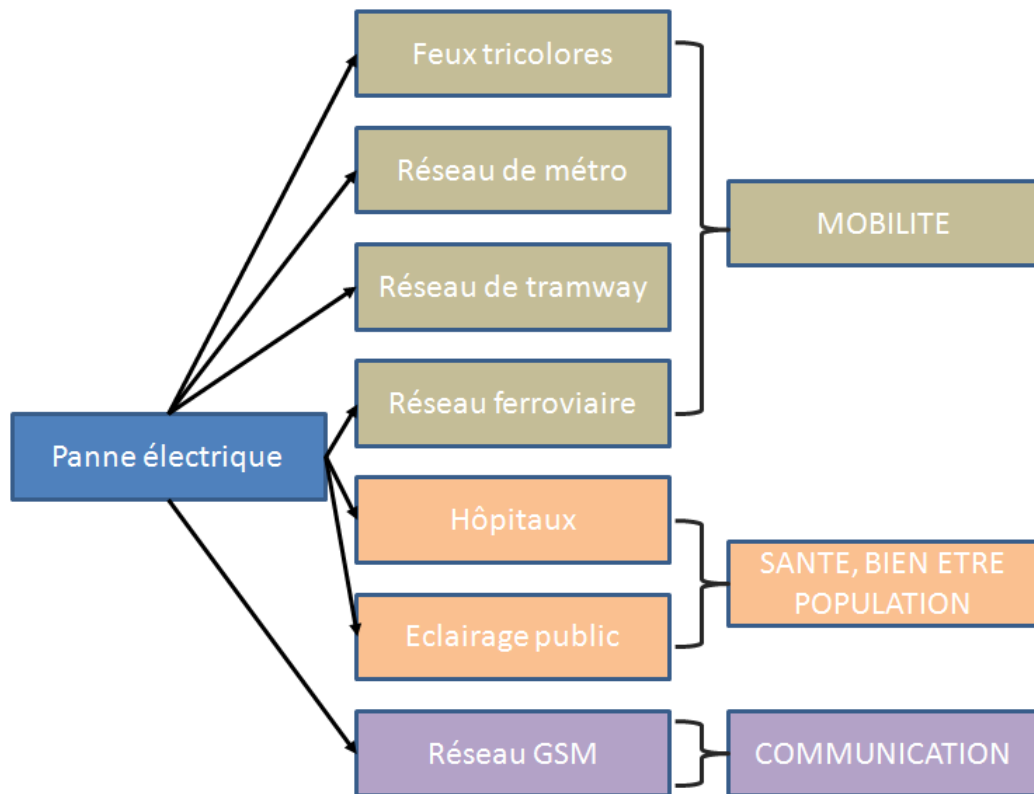 Feux tricolores
Réseau de métro
MOBILITE
Réseau de tramway
Réseau ferroviaire
Panne électrique
Hôpitaux
SANTE, BIEN ETRE
POPULATION
Eclairage public
Réseau GSM
COMMUNICATION